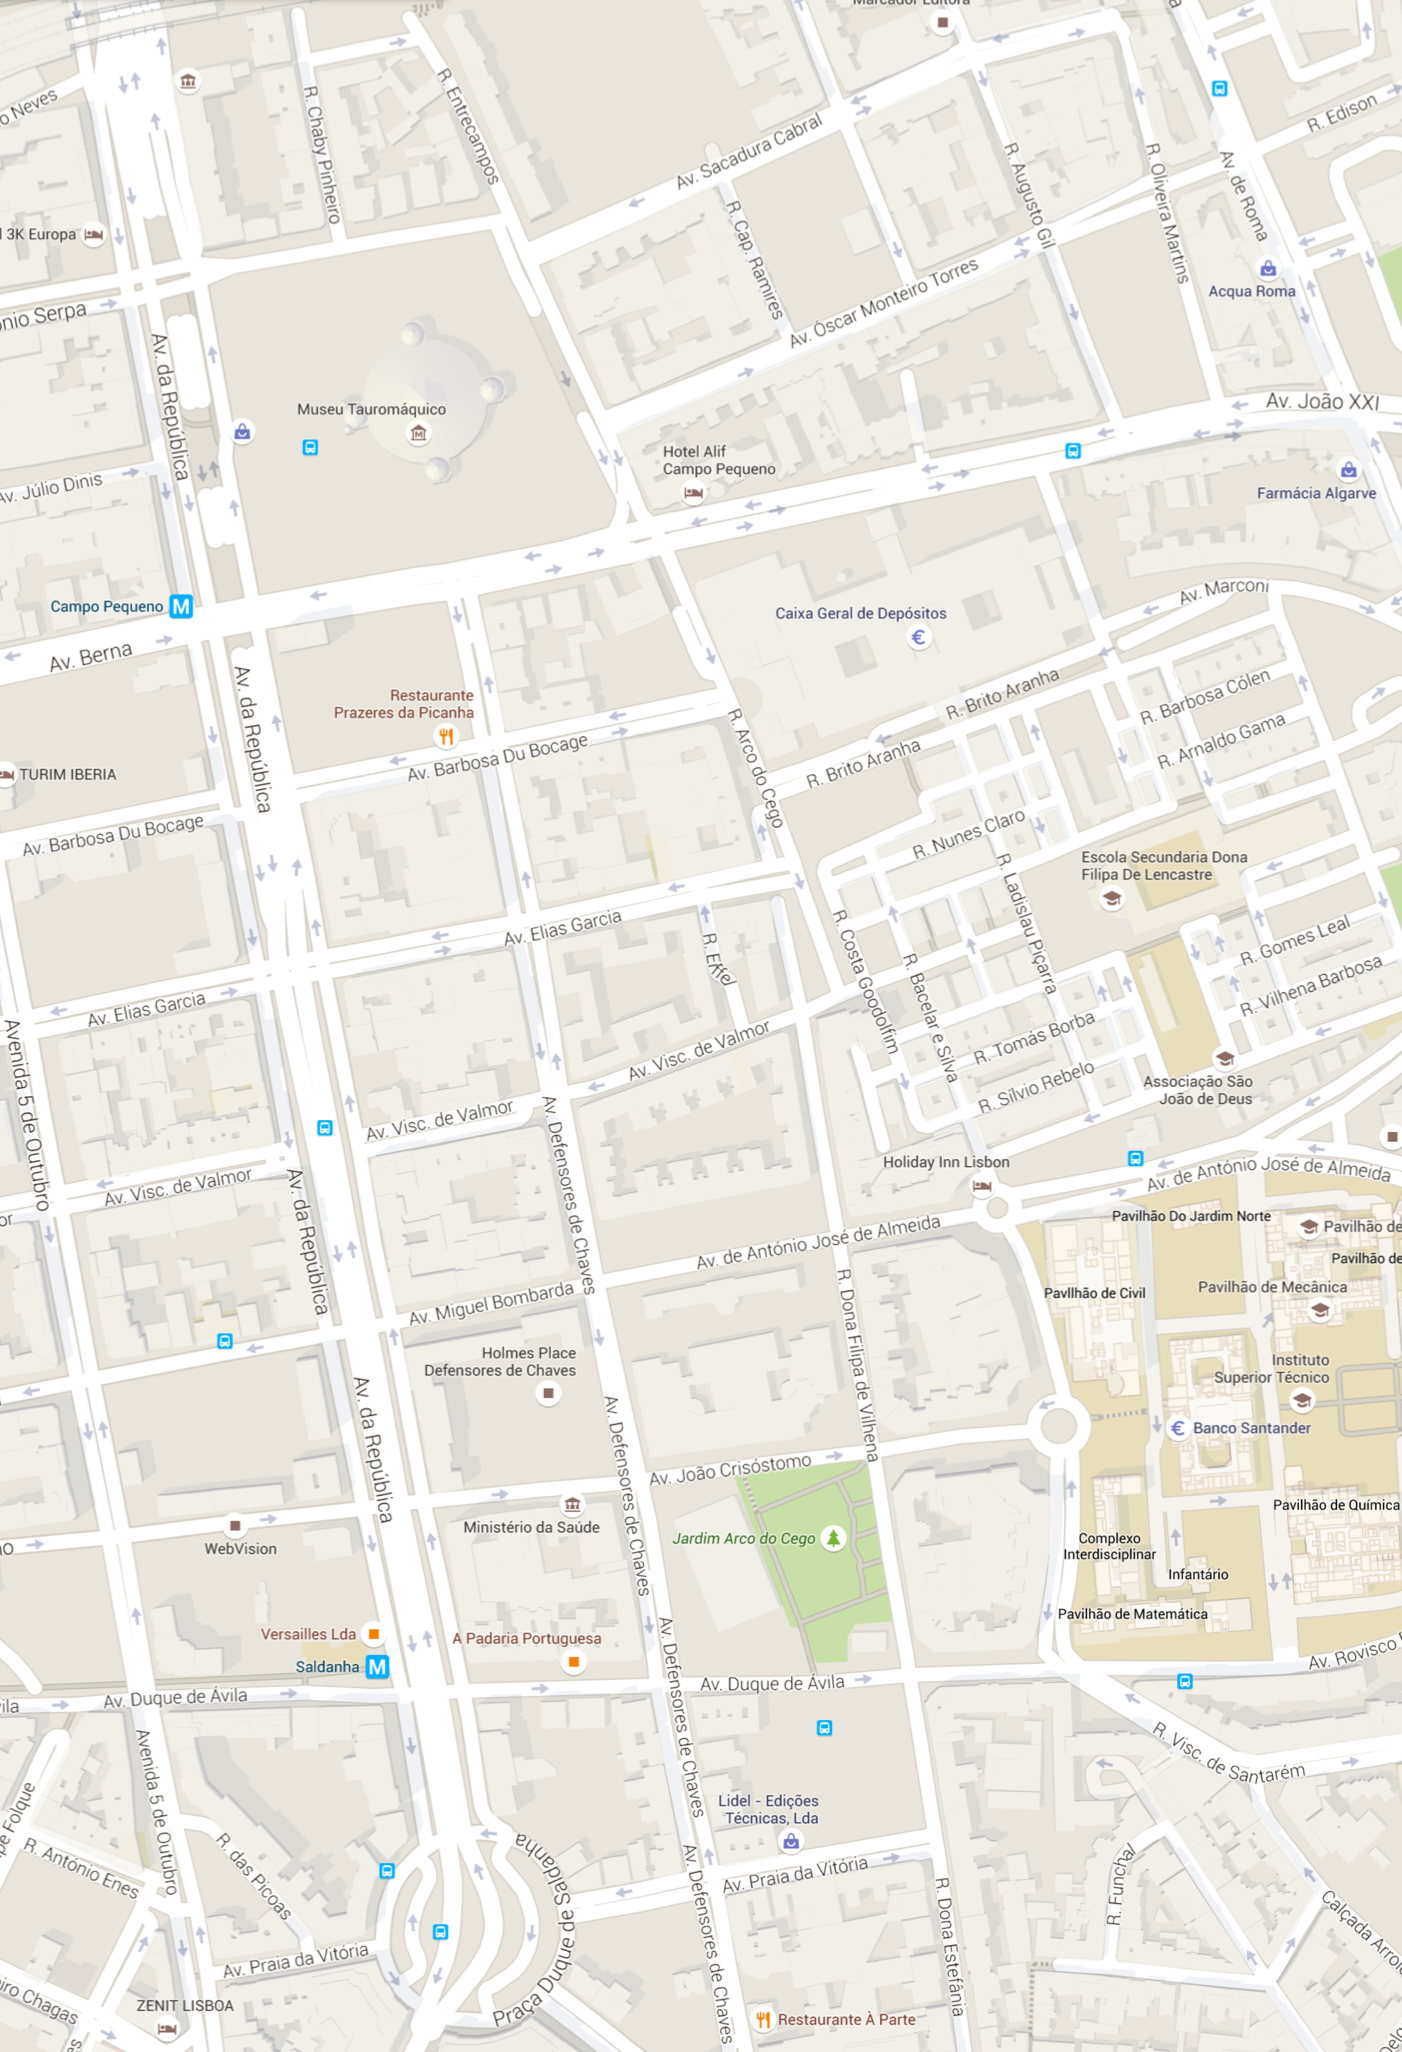 Marcador Editora
R. Entrecampos
R. Chaby Pinheiro
R. Edison
Av. Sacadura Cabral
R. Augusto Gil
R. Oliveira Martins
Av. de Roma
R. Cap. Ramires
3K Europa
Acqua Roma
Av. Óscar Monteiro Torres
Av. da República
Av. João XXI
Museu Tauromáquico
Hotel Alif
Campo Pequeno
Av. Júlio Dinis
Farmácia Algarve
Av. Marconi
Campo Pequeno
M
Caixa Geral de Depósitos
€
Av. Berna
Av. da República
Restaurante
Prazeres da Picanha
R. Brito Aranha
R. Barbosa Cólen
R. Arnaldo Gama
R. Arco do Cego
TURIM IBERIA
Av. Barbosa Du Bocage
R. Brito Aranha
Av. Barbosa Du Bocage
R. Nunes Claro
Escola Secundaria Dona
Filipa De Lencastre
R. Ladislau Piçarra
Av. Elias Garcia
R. Eiffel
R. Costa Goodolfim
R. Bacelar e Silva
R. Gomes Leal
R. Vilhena Barbosa
Av. Elias Garcia
Avenida 5 de Outubro
Av. Visc. de Valmor
R. Tomás Borba
R. Sílvio Rebelo
Associação São
João de Deus
Av. Visc. de Valmor
Av. Defensores de Chaves
Holiday Inn Lisbon
Av. de António José de Almeida
Av. Visc. de Valmor
Av. da República
Pavilhão Do Jardim Norte
Pavilhão de
Pavilhão de
Av. de António José de Almeida
Pavilhão de Mecânica
Pavllhão de Civil
Av. Miguel Bombarda
R. Dona Filipa de Vilhena
Holmes Place
Defensores de Chaves
Instituto
Superior Técnico
Av. da República
Av. Defensores de Chaves
€ Banco Santander
Av. João Crisóstomo
Pavilhão de Química
Ministério da Saúde
WebVision
Jardim Arco do Cego
Complexo
Interdisciplinar
Infantário
Pavilhão de Matemática
Versailles Lda
A Padaria Portuguesa
Saldanha
M
Av. Defensores de Chaves
Av. Rovisco
Av. Duque de Ávila
Av. Duque de Ávila
Avenida 5 de Outubro
R. Visc. de Santarém
Lidel - Edições
Técnicas, Lda
R. das Picoas
R. António Enes
Praça Duque de Saldanha
Av. Praia da Vitória
Av. Defensores de Chaves
R. Funchal
R. Dona Estefânia
Av. Praia da Vitória
ZENIT LISBOA
Restaurante À Parte